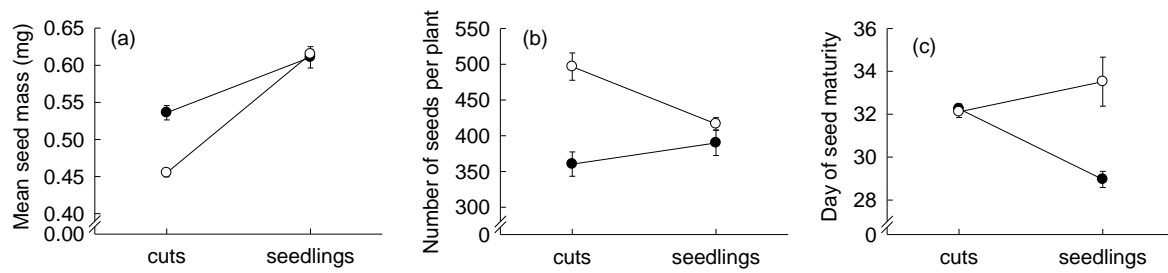 Mean seed mass (mg)
(a)
0.65
0.60
0.55
0.50
0.45
0.40
0.00
cuts seedlings
Number of seeds per plant
(b)
550
500
450
400
350
300
0
cuts seedlings
Day of seed maturity
(c)
36
34
32
29
28
0
cuts seedlings